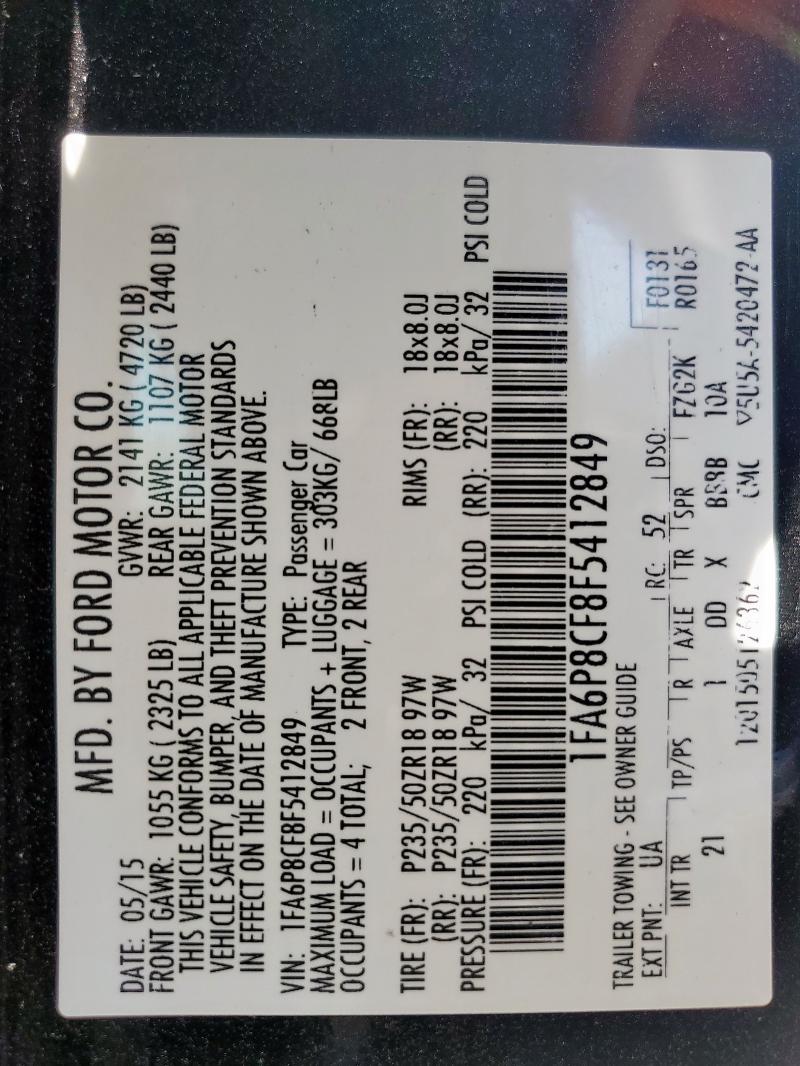 MFD. BY FORD MOTOR CO.
DATE: 05/15 GVWR: 2141 KG ( 4720 LB)
FRONT GAWR: 1055 KG ( 2325 LB) REAR GAWR: 1107 KG ( 2440 LB)
THIS VEHICLE CONFORMS TO ALL APPLICABLE FEDERAL MOTOR
VEHICLE SAFETY, BUMPER, AND THEFT PREVENTION STANDARDS
IN EFFECT ON THE DATE OF MANUFACTURE SHOWN ABOVE.
VIN: 1FA6P8CF8F5412849 TYPE: Passenger Car
MAXIMUM LOAD = OCCUPANTS + LUGGAGE = 303KG/ 668LB
OCCUPANTS = 4 TOTAL; 2 FRONT, 2 REAR
TIRE (FR): P235/50ZR18 97W RIMS (FR): 18x8.0J
(RR): P235/50ZR18 97W (RR): 18x8.0J
PRESSURE (FR): 220 kPa/ 32 PSI COLD (RR): 220 kPa/ 32 PSI COLD
1FA6P8CF8F5412849
TRAILER TOWING - SEE OWNER GUIDE
EXT PNT: UA RC: 52 DSO: F0131
INT TR TP/PS R AXLE TR SPR FZG2K R0165
21 1 DD X BBBB 10A
CMC